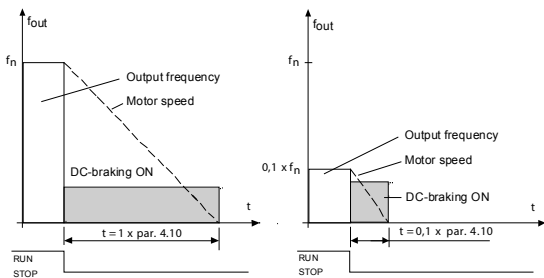 fout
fn
Output frequency
Motor speed
DC-braking ON
t
t = 1 x par. 4.10
RUN
STOP
fout
fn
Output frequency
Motor speed
0,1 x fn
DC-braking ON
t
t = 0,1 x par. 4.10
RUN
STOP